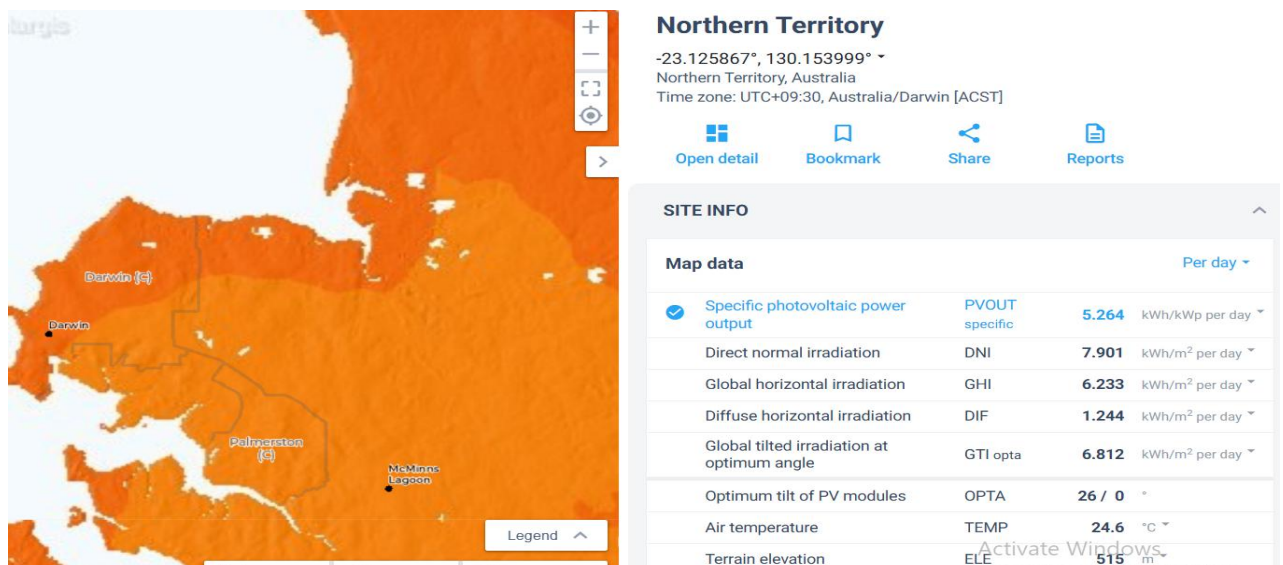 Darwin (C)
Darwin
Palmerston
(C)
McMinns
Lagoon
Legend
Northern Territory
-23.125867°, 130.153999°
Northern Territory, Australia
Time zone: UTC+09:30, Australia/Darwin [ACST]
Open detail Bookmark Share Reports
SITE INFO
Map data Per day
Specific photovoltaic power output PVOUT specific 5.264 kWh/kWp per day
Direct normal irradiation DNI 7.901 kWh/m² per day
Global horizontal irradiation GHI 6.233 kWh/m² per day
Diffuse horizontal irradiation DIF 1.244 kWh/m² per day
Global tilted irradiation at optimum angle GTI opta 6.812 kWh/m² per day
Optimum tilt of PV modules OPTA 26 / 0 °
Air temperature TEMP 24.6 °C
Terrain elevation ELE 515 m
Activate Windows